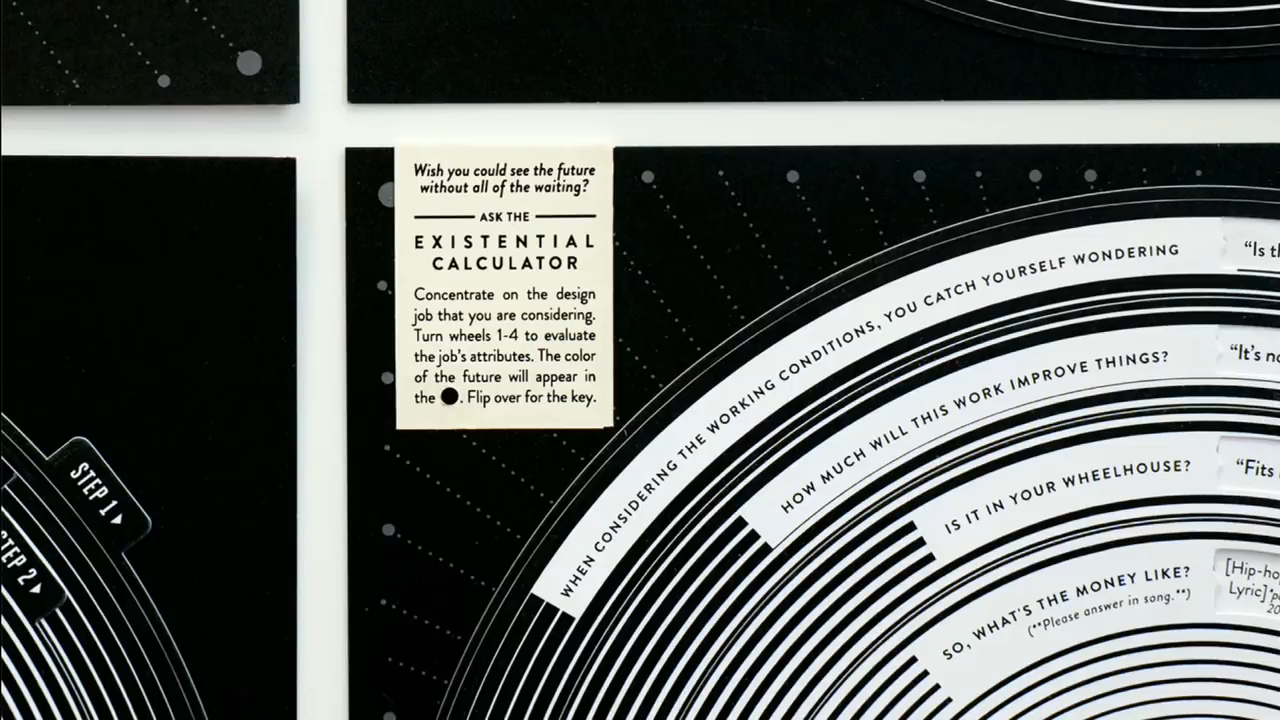 Wish you could see the future
without all of the waiting?
ASK THE
EXISTENTIAL
CALCULATOR
Concentrate on the design
job that you are considering.
Turn wheels 1-4 to evaluate
the job's attributes. The color
of the future will appear in
the ●. Flip over for the key.
WHEN CONSIDERING THE WORKING CONDITIONS, YOU CATCH YOURSELF WONDERING
"Is
HOW MUCH WILL THIS WORK IMPROVE THINGS?
"It's
IS IT IN YOUR WHEELHOUSE?
"Fits
SO, WHAT'S THE MONEY LIKE?
(**Please answer in song.**)
Lyric]
STEP 1
STEP 2